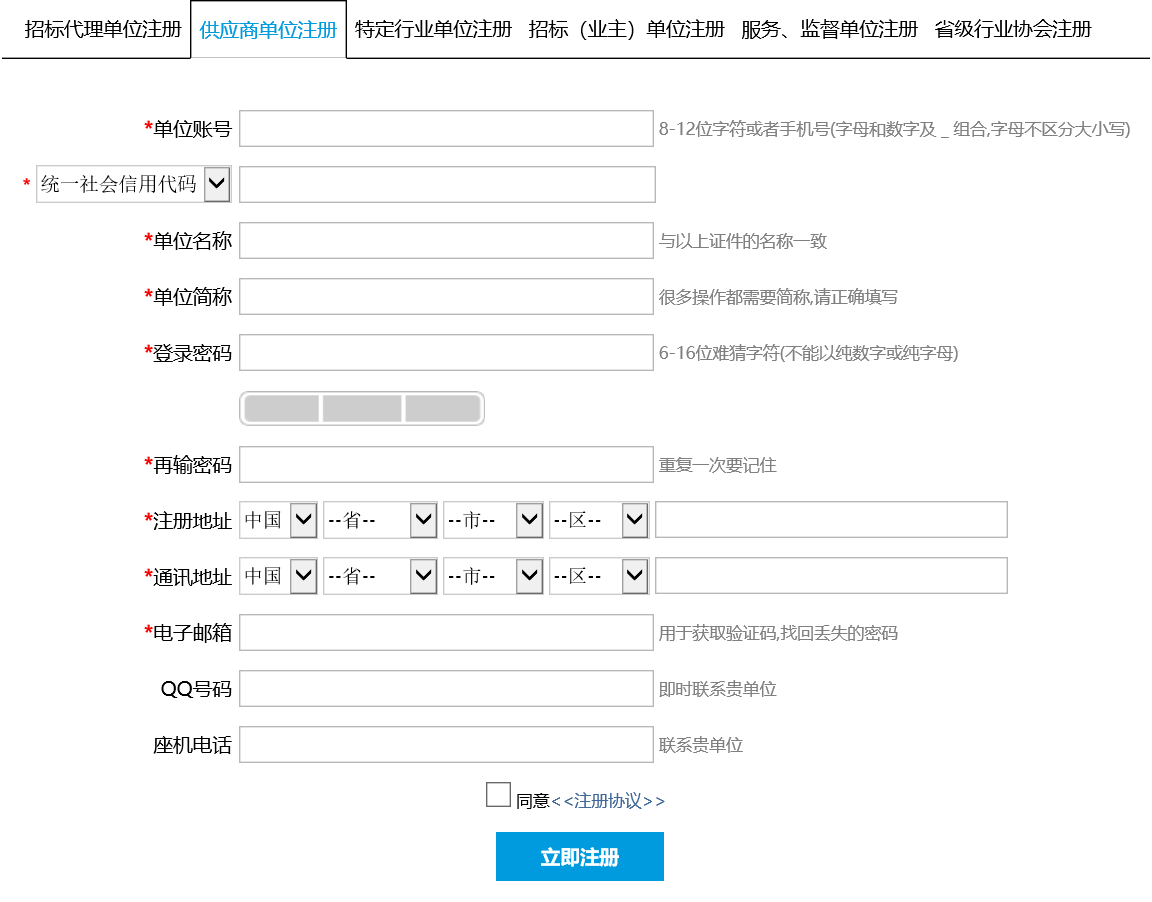 招标代理单位注册 供应商单位注册 特定行业单位注册 招标（业主）单位注册 服务、监督单位注册 省级行业协会注册
*单位账号 8-12位字符或者手机号(字母和数字及 _ 组合,字母不区分大小写)
* 统一社会信用代码
*单位名称 与以上证件的名称一致
*单位简称 很多操作都需要简称,请正确填写
*登录密码 6-16位难猜字符(不能以纯数字或纯字母)
*再输密码 重复一次要记住
*注册地址 中国 --省-- --市-- --区--
*通讯地址 中国 --省-- --市-- --区--
*电子邮箱 用于获取验证码,找回丢失的密码
QQ号码 即时联系贵单位
座机电话 联系贵单位
同意<<注册协议>>
立即注册